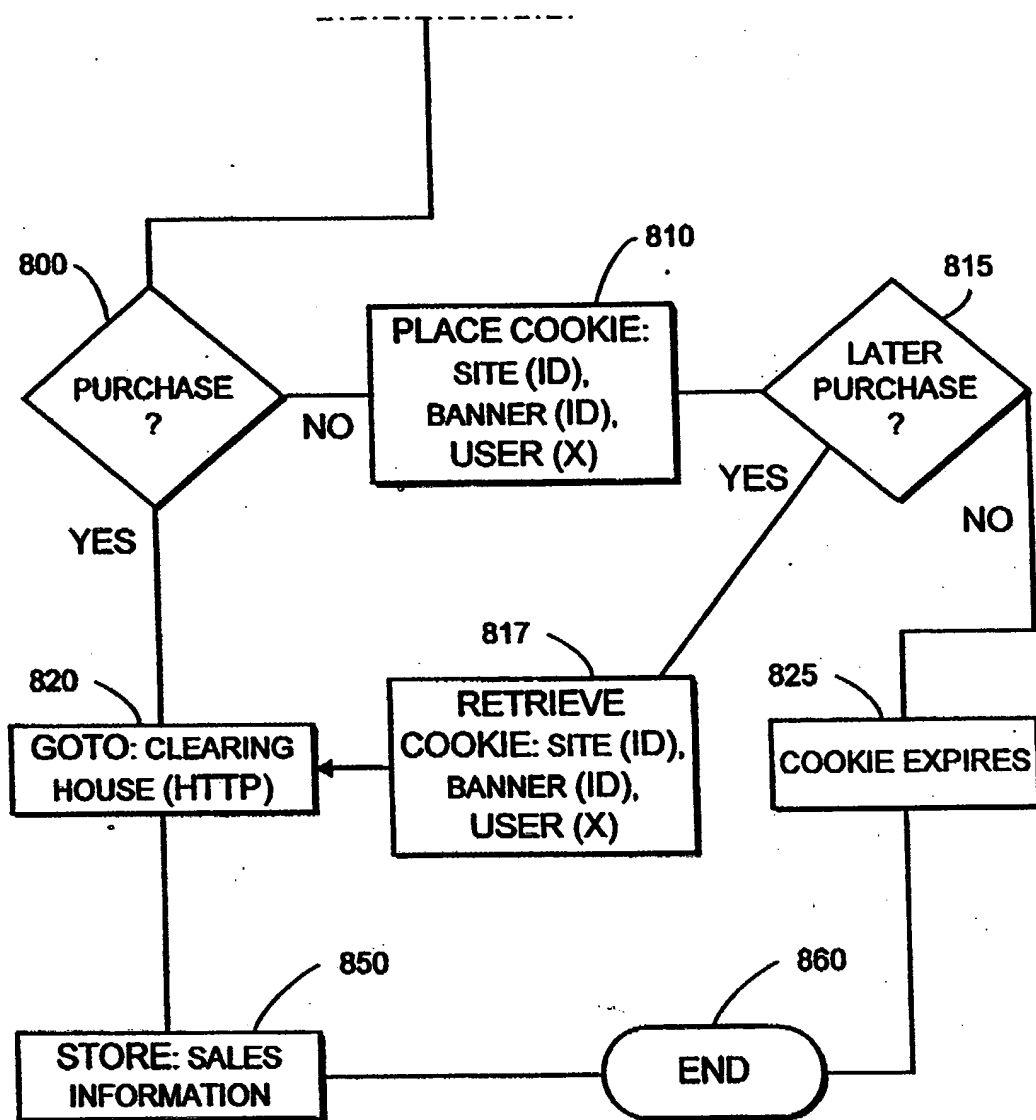 800
PURCHASE
?
YES
NO
810
PLACE COOKIE:
SITE (ID),
BANNER (ID),
USER (X)
815
LATER
PURCHASE
?
YES
NO
817
RETRIEVE
COOKIE: SITE (ID),
BANNER (ID),
USER (X)
820
GOTO: CLEARING
HOUSE (HTTP)
825
COOKIE EXPIRES
850
STORE: SALES
INFORMATION
860
END